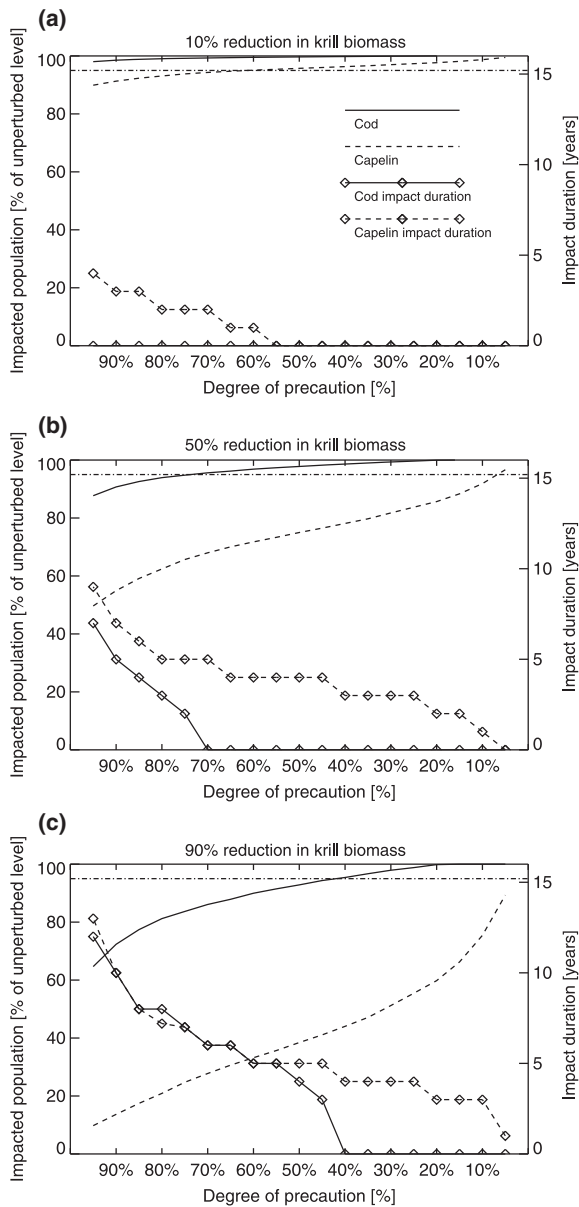 (a)
10% reduction in krill biomass
Impacted population [% of unperturbed level]
100
80
60
40
20
0
15
10
5
0
Impact duration [years]
Cod
Capelin
Cod impact duration
Capelin impact duration
90% 80% 70% 60% 50% 40% 30% 20% 10%
Degree of precaution [%]
(b)
50% reduction in krill biomass
Impacted population [% of unperturbed level]
100
80
60
40
20
0
15
10
5
0
Impact duration [years]
90% 80% 70% 60% 50% 40% 30% 20% 10%
Degree of precaution [%]
(c)
90% reduction in krill biomass
Impacted population [% of unperturbed level]
100
80
60
40
20
0
15
10
5
0
Impact duration [years]
90% 80% 70% 60% 50% 40% 30% 20% 10%
Degree of precaution [%]